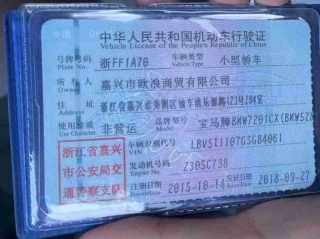 中华人民共和国机动车行驶证
Vehicle License of the People's Republic of China
号牌号码 浙FF1A70 车辆类型 小型轿车
Plate No. Vehicle Type
所有人 嘉兴市欧浪商贸有限公司
Owner
住址 浙江省嘉兴市秀洲区油车港乐源路123号204室
Address
使用性质 非营运 品牌型号 宝马牌BMW7201CX(BMW528
Use Character Model
浙江省嘉兴 车辆识别代号 LBV5T1107GSG84061
VIN
市公安局交 发动机号码 Z305C738
Engine No.
通警察支队 注册日期 2015-10-14 发证日期 2018-09-27
Register Date Issue Date